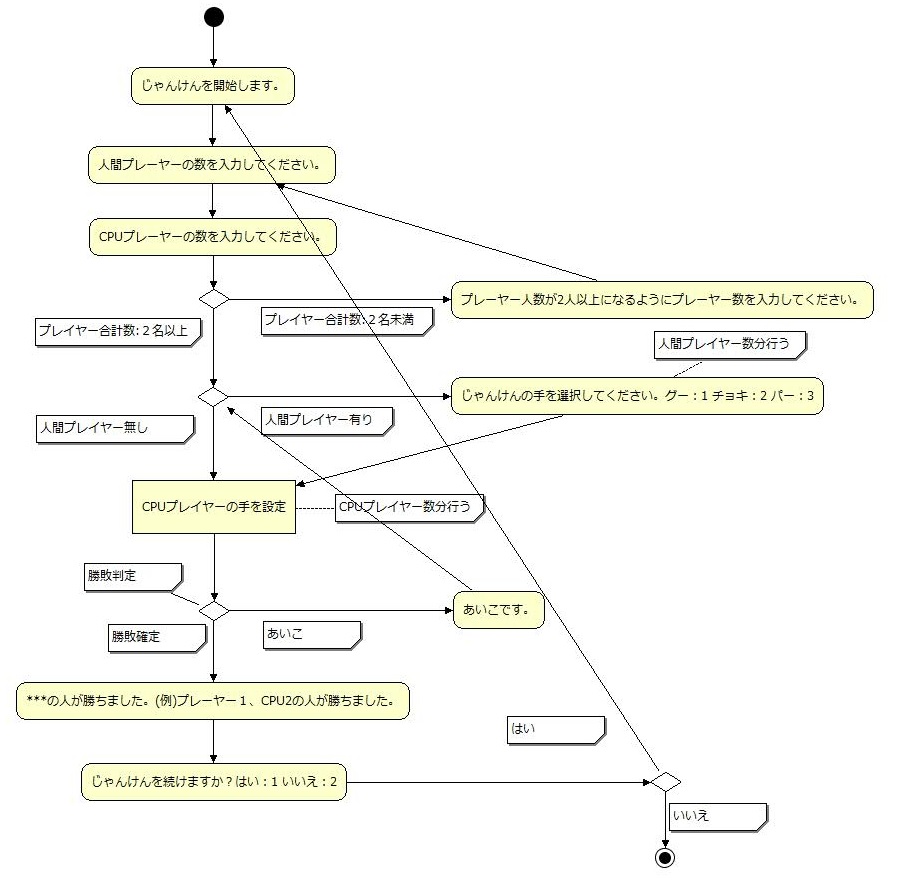 じゃんけんを開始します。
人間プレーヤーの数を入力してください。
CPUプレーヤーの数を入力してください。
プレーヤー人数が2人以上になるようにプレーヤー数を入力してください。
プレイヤー合計数:２名以上
プレイヤー合計数:２名未満
人間プレイヤー数分行う
じゃんけんの手を選択してください。グー：1 チョキ：2 パー：3
人間プレイヤー無し
人間プレイヤー有り
CPUプレイヤーの手を設定
CPUプレイヤー数分行う
勝敗判定
あいこです。
勝敗確定
あいこ
***の人が勝ちました。(例)プレーヤー１、CPU2の人が勝ちました。
はい
じゃんけんを続けますか？はい：1 いいえ：2
いいえ